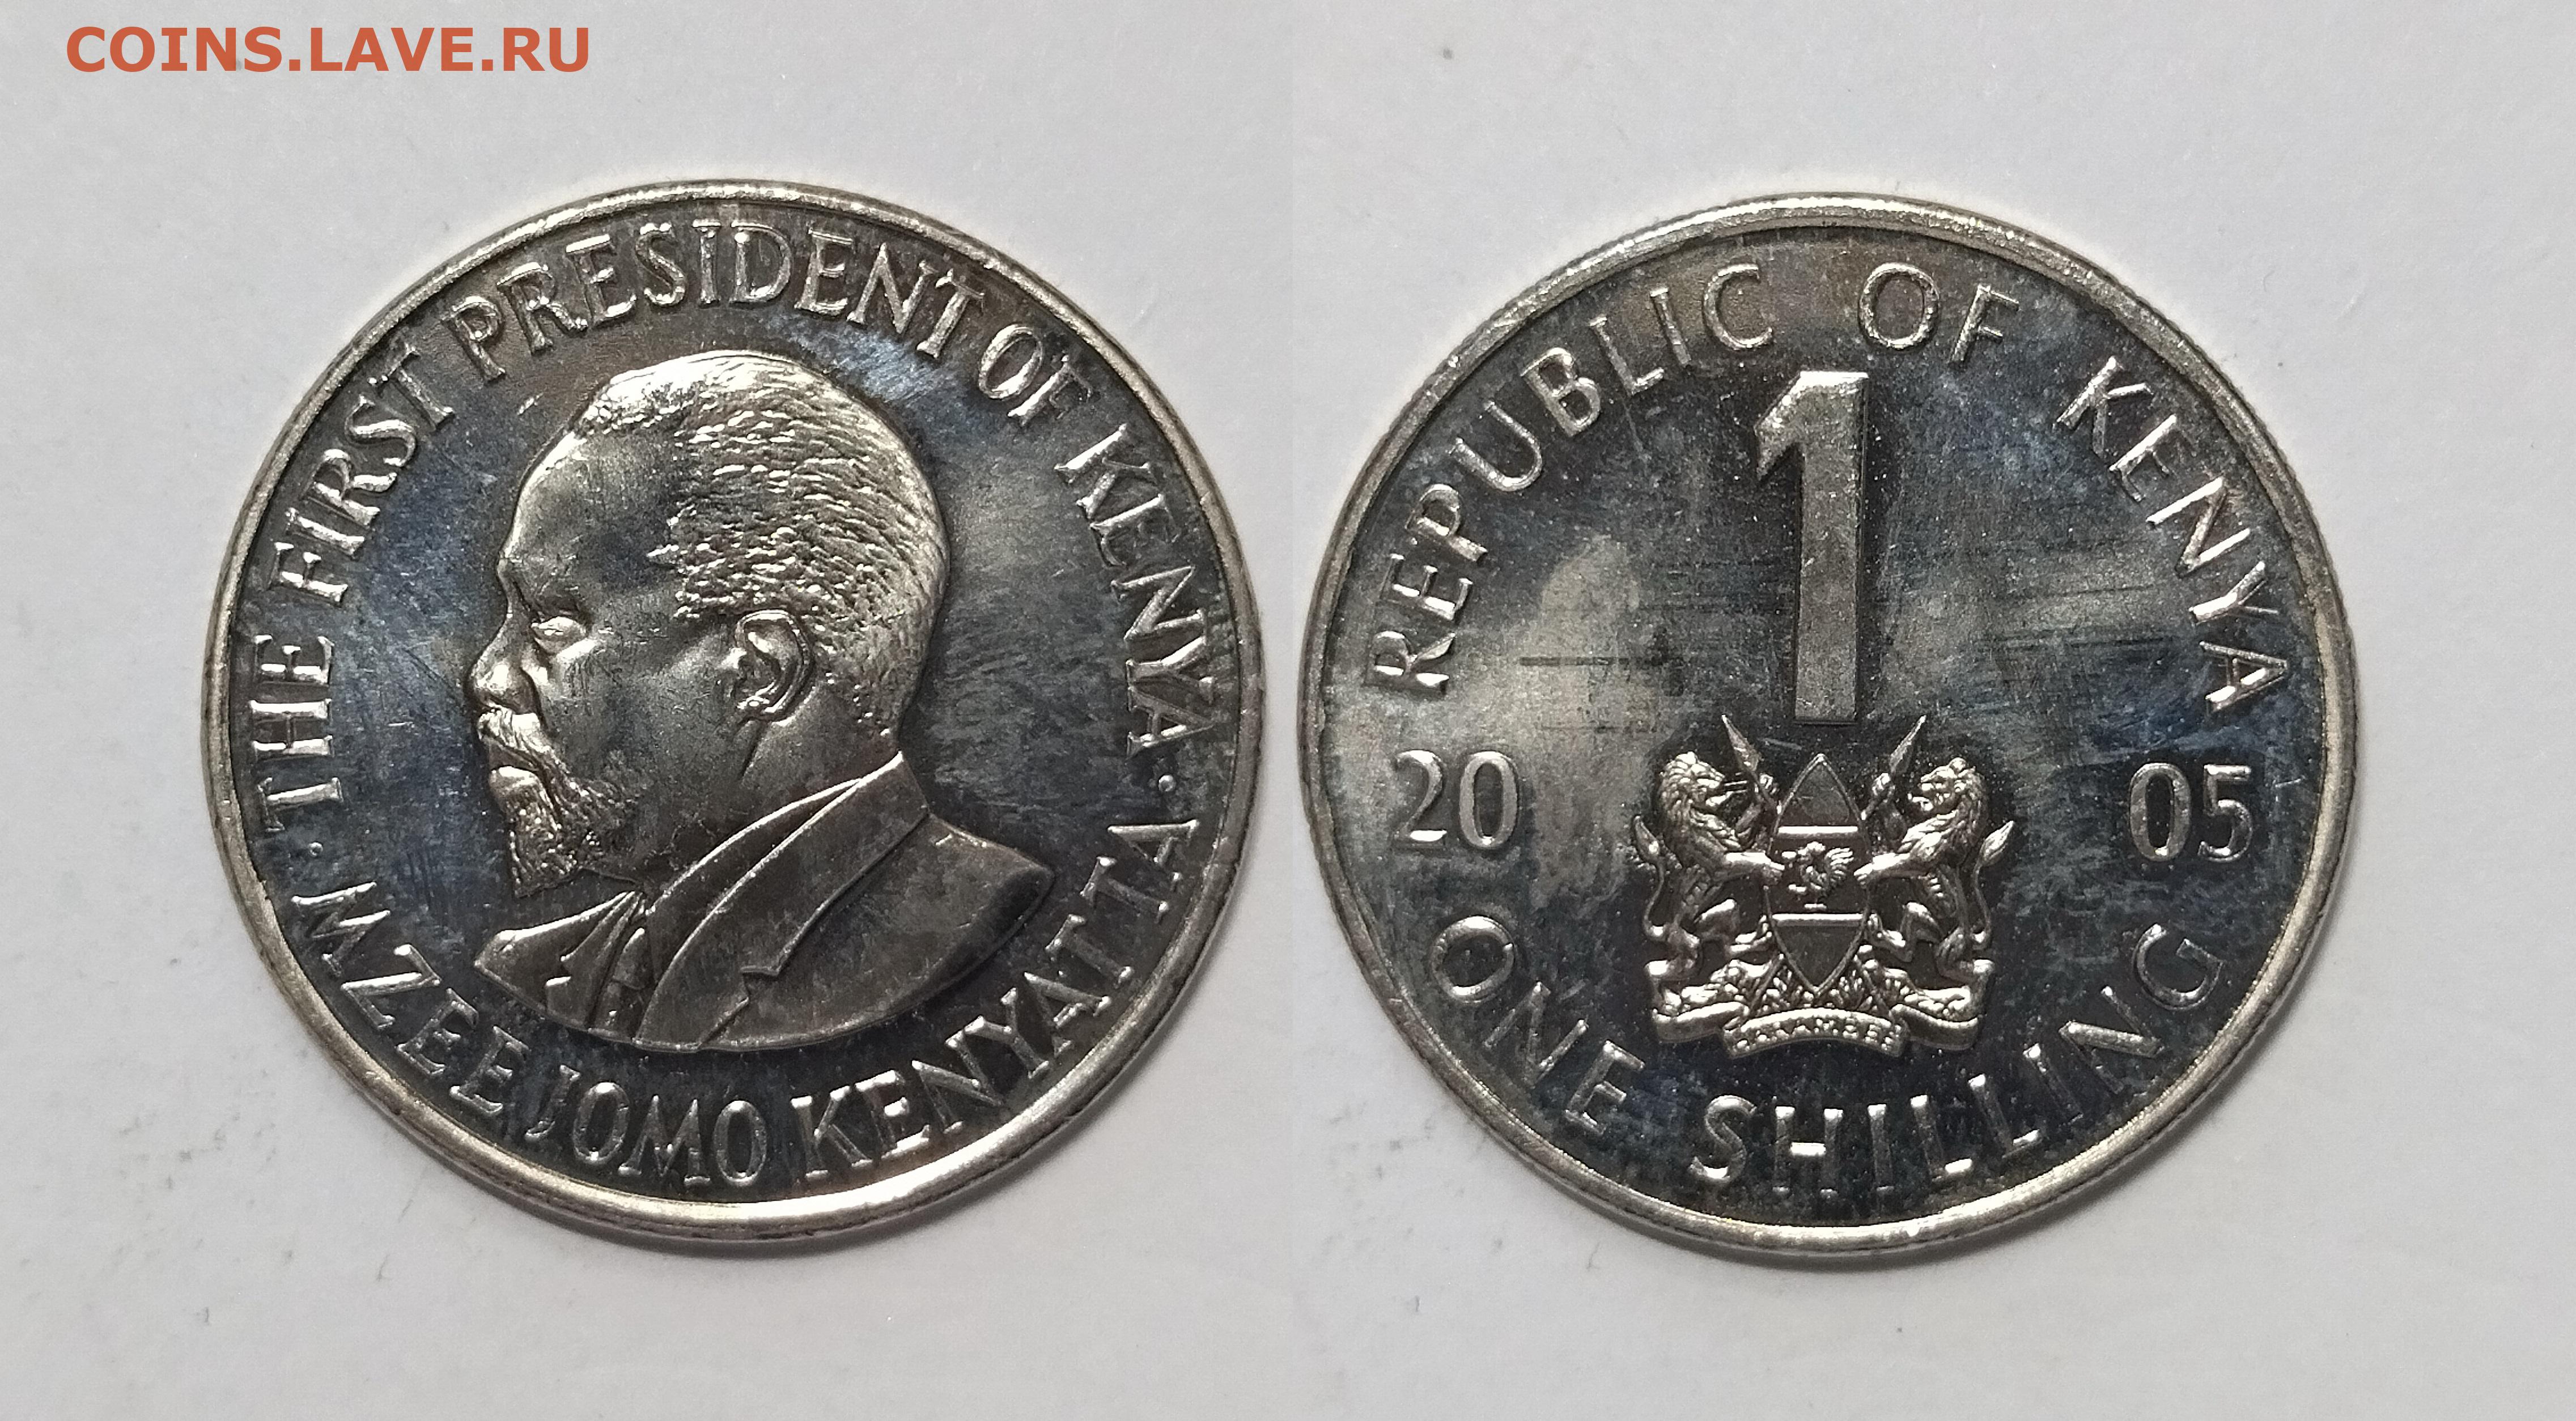 COINS.LAVE.RU
· THE FIRST PRESIDENT OF KENYA ·
MZEE JOMO KENYATTA
REPUBLIC OF KENYA
1
20 05
HARAMBEE
ONE SHILLING